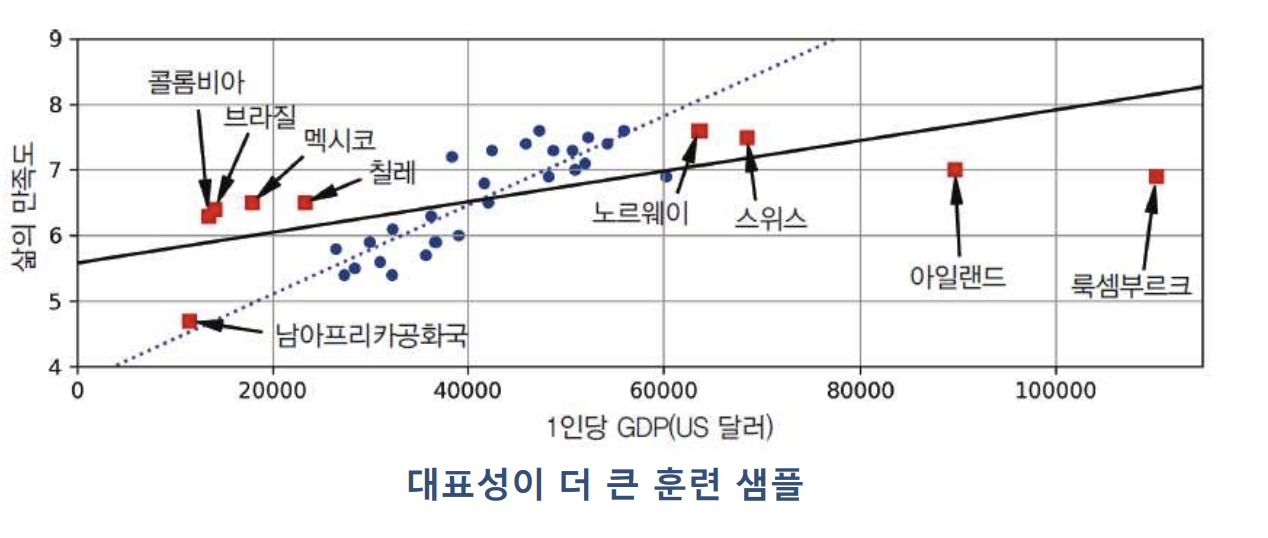 9
콜롬비아
8
브라질
멕시코
칠레
7
삶의 만족도
노르웨이
스위스
6
아일랜드
룩셈부르크
5
남아프리카공화국
4
0 20000 40000 60000 80000 100000
1인당 GDP(US 달러)
대표성이 더 큰 훈련 샘플